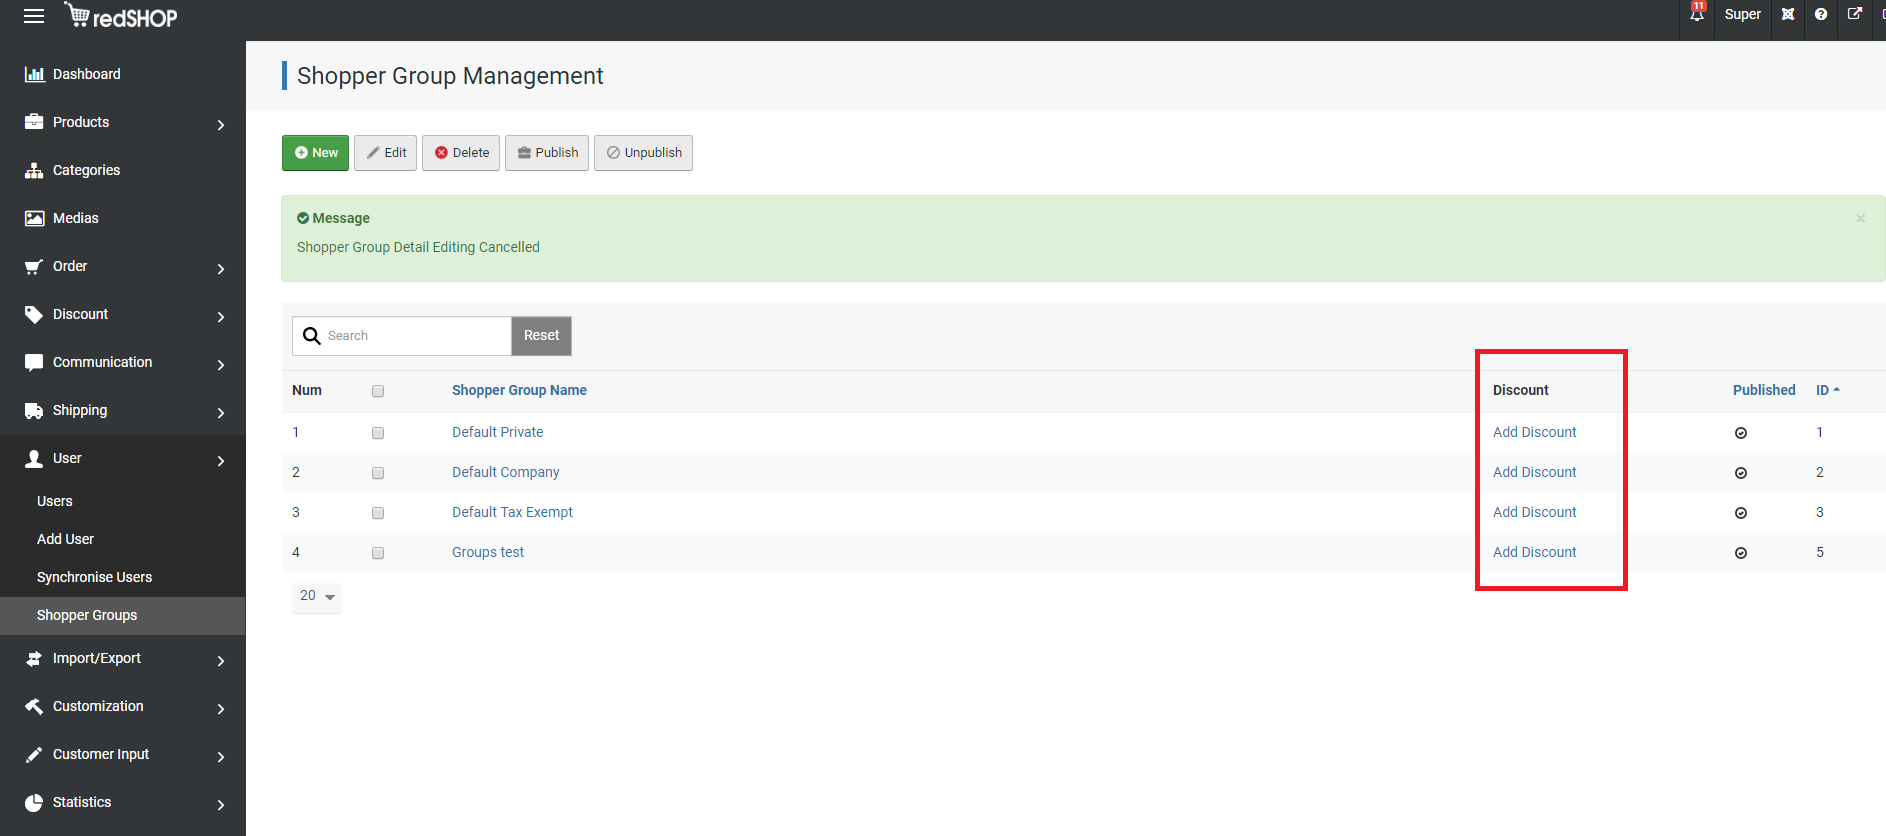 redSHOP
11
Super
Dashboard
Products
Categories
Medias
Order
Discount
Communication
Shipping
User
Users
Add User
Synchronise Users
Shopper Groups
Import/Export
Customization
Customer Input
Statistics
Shopper Group Management
New Edit Delete Publish Unpublish
Message ×
Shopper Group Detail Editing Cancelled
Search Reset
Num Shopper Group Name Discount Published ID
1 Default Private Add Discount 1
2 Default Company Add Discount 2
3 Default Tax Exempt Add Discount 3
4 Groups test Add Discount 5
20